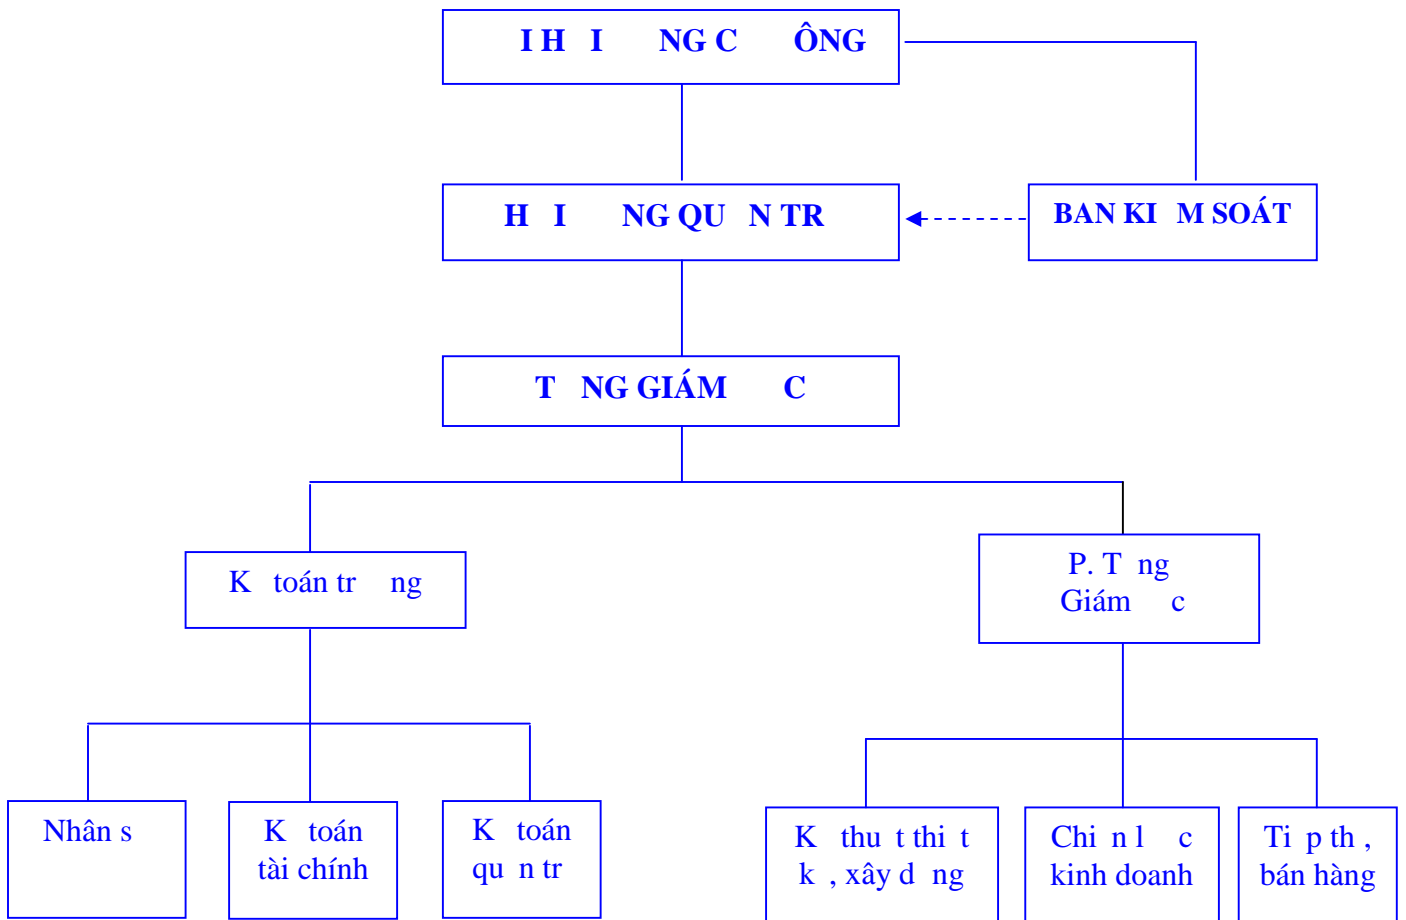 I H I NG C ÔNG
H I NG QU N TR
BAN KI M SOÁT
T NG GIÁM C
K toán tr ng
P. T ng
Giám c
Nhân s
K toán
tài chính
K toán
qu n tr
K thu t thi t
k , xây d ng
Chi n l c
kinh doanh
Ti p th ,
bán hàng